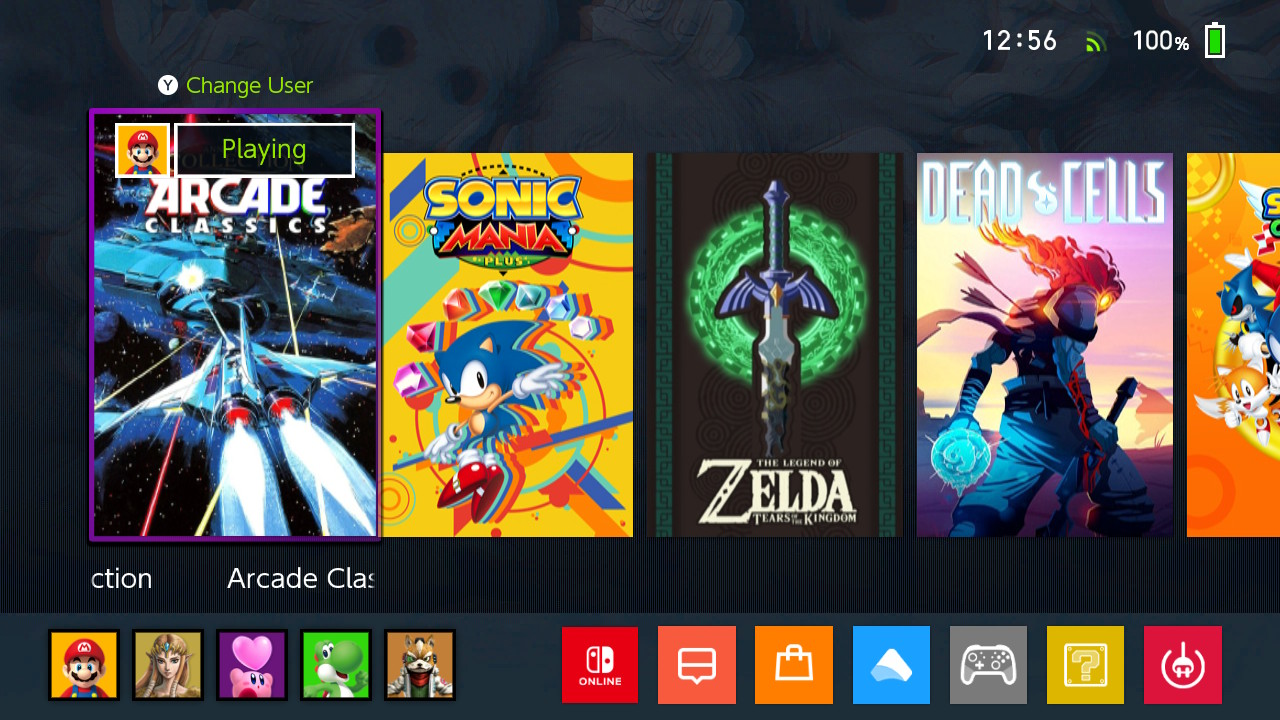 12:56
100%
Y Change User
Playing
COLLECTION
ARCADE
CLASSICS
SONIC
MANIA
PLUS
THE LEGEND OF
ZELDA
TEARS OF THE KINGDOM
DEAD CELLS
ction Arcade Clas
ONLINE
?